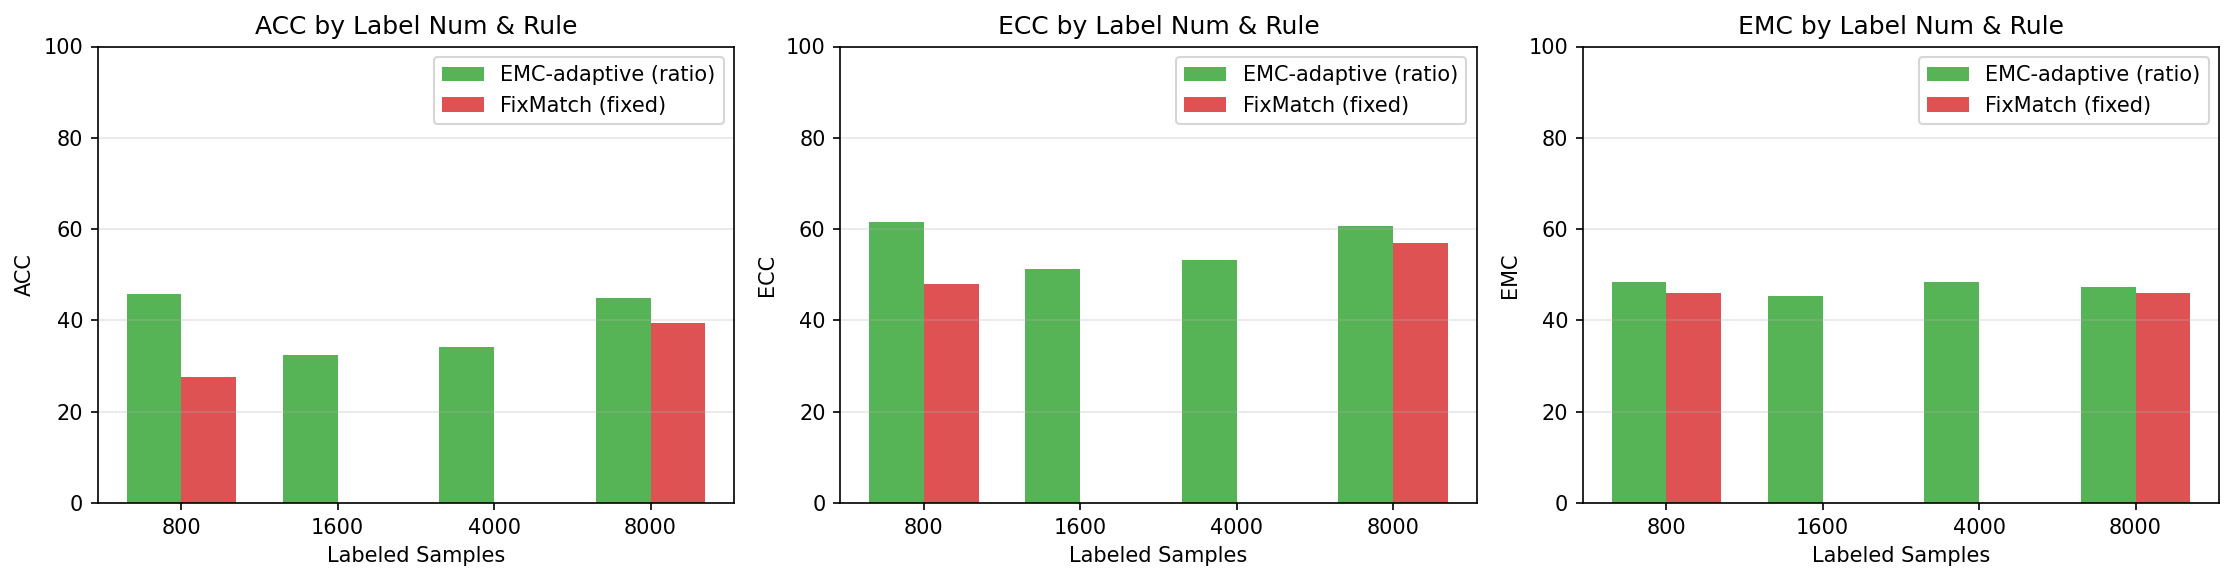 ACC by Label Num & Rule
100
80
60
40
20
0
ACC
EMC-adaptive (ratio)
FixMatch (fixed)
800 1600 4000 8000
Labeled Samples
ECC by Label Num & Rule
100
80
60
40
20
0
ECC
EMC-adaptive (ratio)
FixMatch (fixed)
800 1600 4000 8000
Labeled Samples
EMC by Label Num & Rule
100
80
60
40
20
0
EMC
EMC-adaptive (ratio)
FixMatch (fixed)
800 1600 4000 8000
Labeled Samples